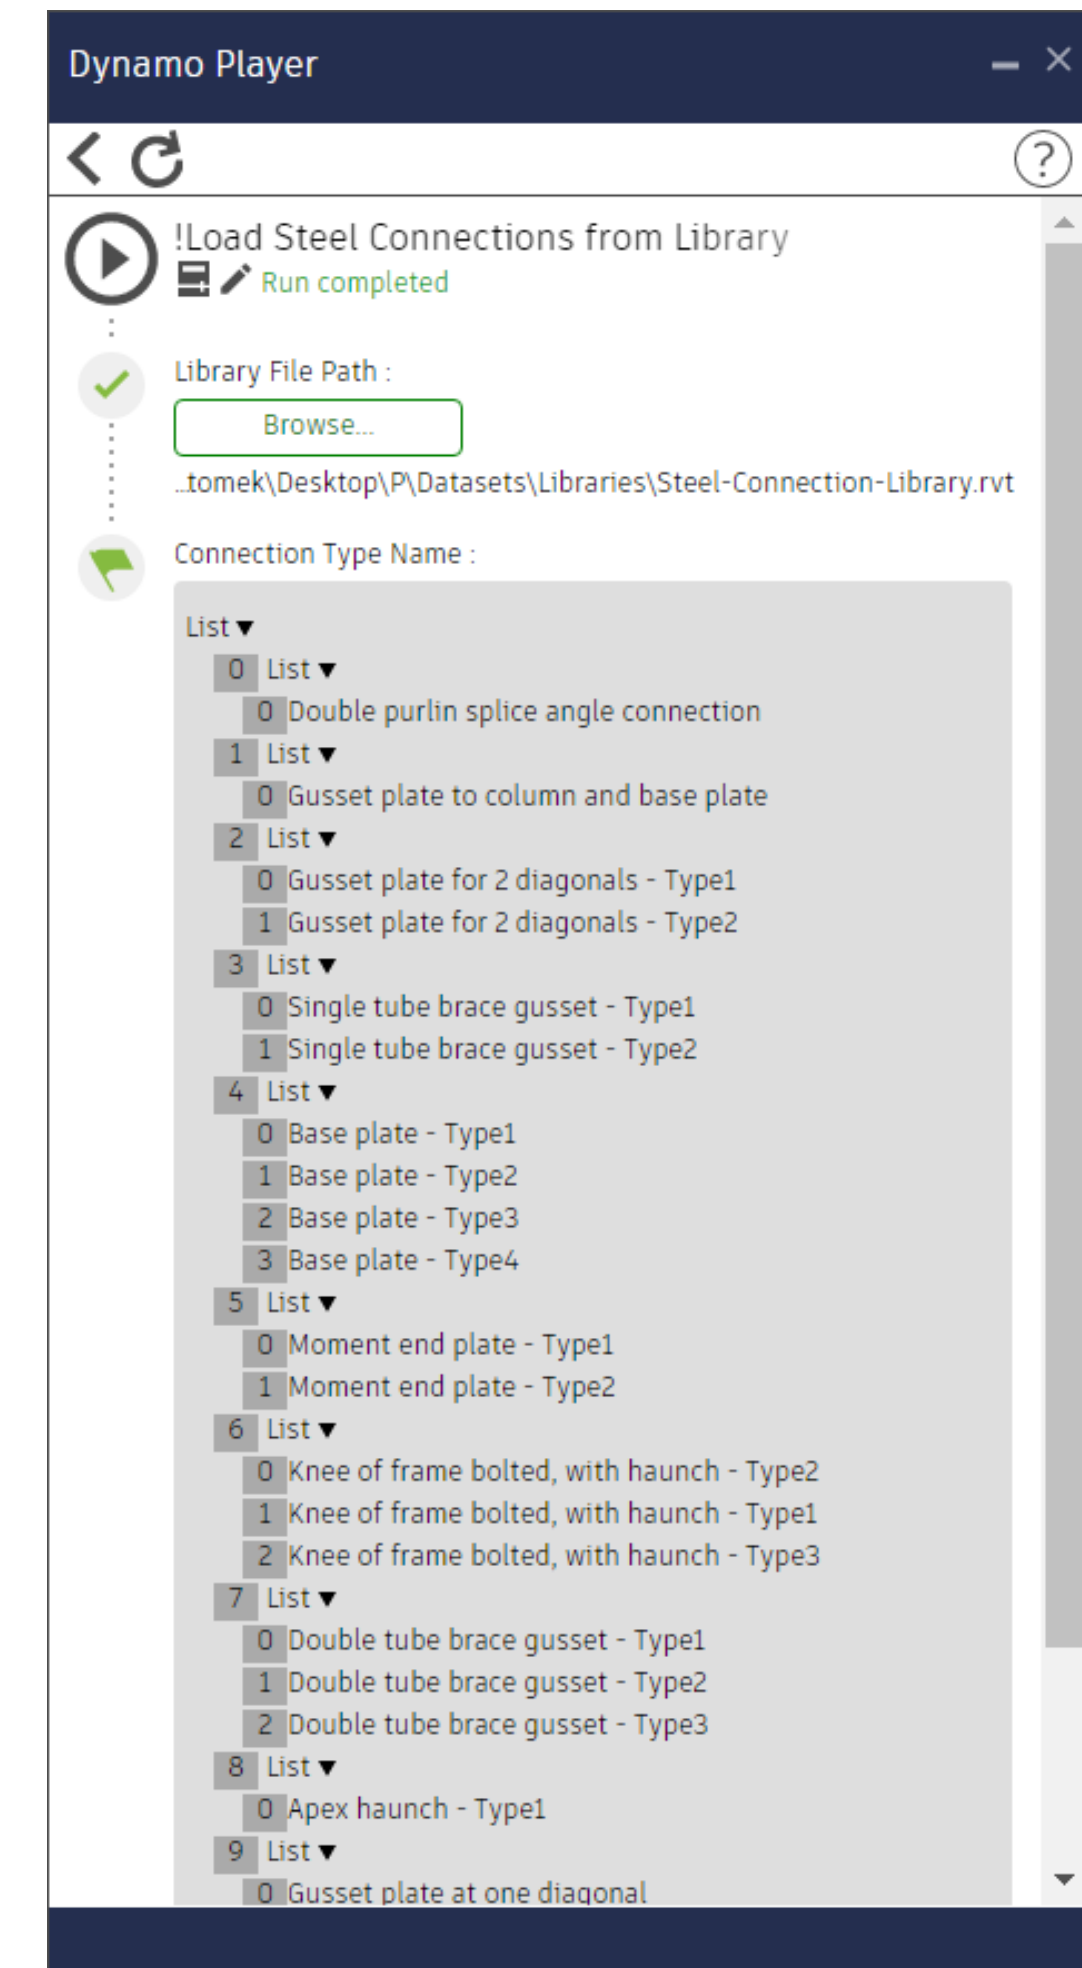 Dynamo Player
?
!Load Steel Connections from Library
Run completed
Library File Path :
Browse...
...tomek\Desktop\P\Datasets\Libraries\Steel-Connection-Library.rvt
Connection Type Name :
List ▼
0 List ▼
0 Double purlin splice angle connection
1 List ▼
0 Gusset plate to column and base plate
2 List ▼
0 Gusset plate for 2 diagonals - Type1
1 Gusset plate for 2 diagonals - Type2
3 List ▼
0 Single tube brace gusset - Type1
1 Single tube brace gusset - Type2
4 List ▼
0 Base plate - Type1
1 Base plate - Type2
2 Base plate - Type3
3 Base plate - Type4
5 List ▼
0 Moment end plate - Type1
1 Moment end plate - Type2
6 List ▼
0 Knee of frame bolted, with haunch - Type2
1 Knee of frame bolted, with haunch - Type1
2 Knee of frame bolted, with haunch - Type3
7 List ▼
0 Double tube brace gusset - Type1
1 Double tube brace gusset - Type2
2 Double tube brace gusset - Type3
8 List ▼
0 Apex haunch - Type1
9 List ▼
0 Gusset plate at one diagonal